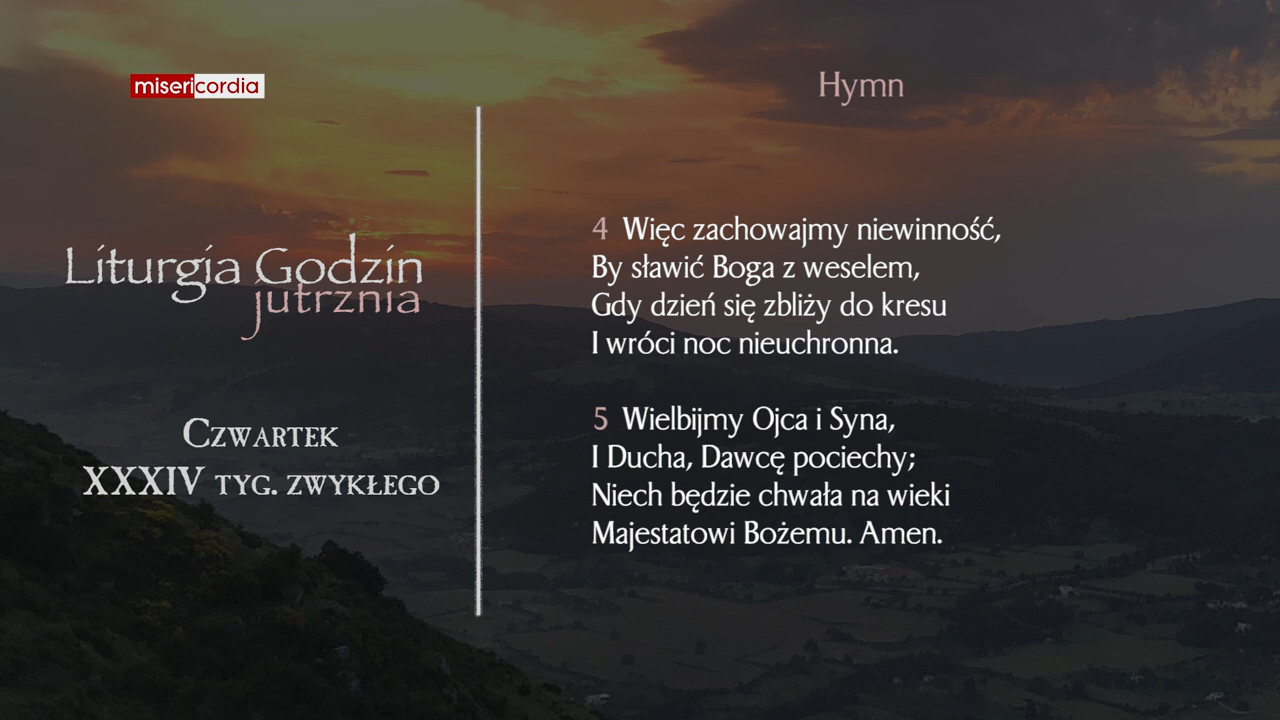 misericordia
Liturgia Godzin
jutrznia
Czwartek
XXXIV tyg. zwykłego
Hymn
4 Więc zachowajmy niewinność,
By sławić Boga z weselem,
Gdy dzień się zbliży do kresu
I wróci noc nieuchronna.
5 Wielbijmy Ojca i Syna,
I Ducha, Dawcę pociechy;
Niech będzie chwała na wieki
Majestatowi Bożemu. Amen.